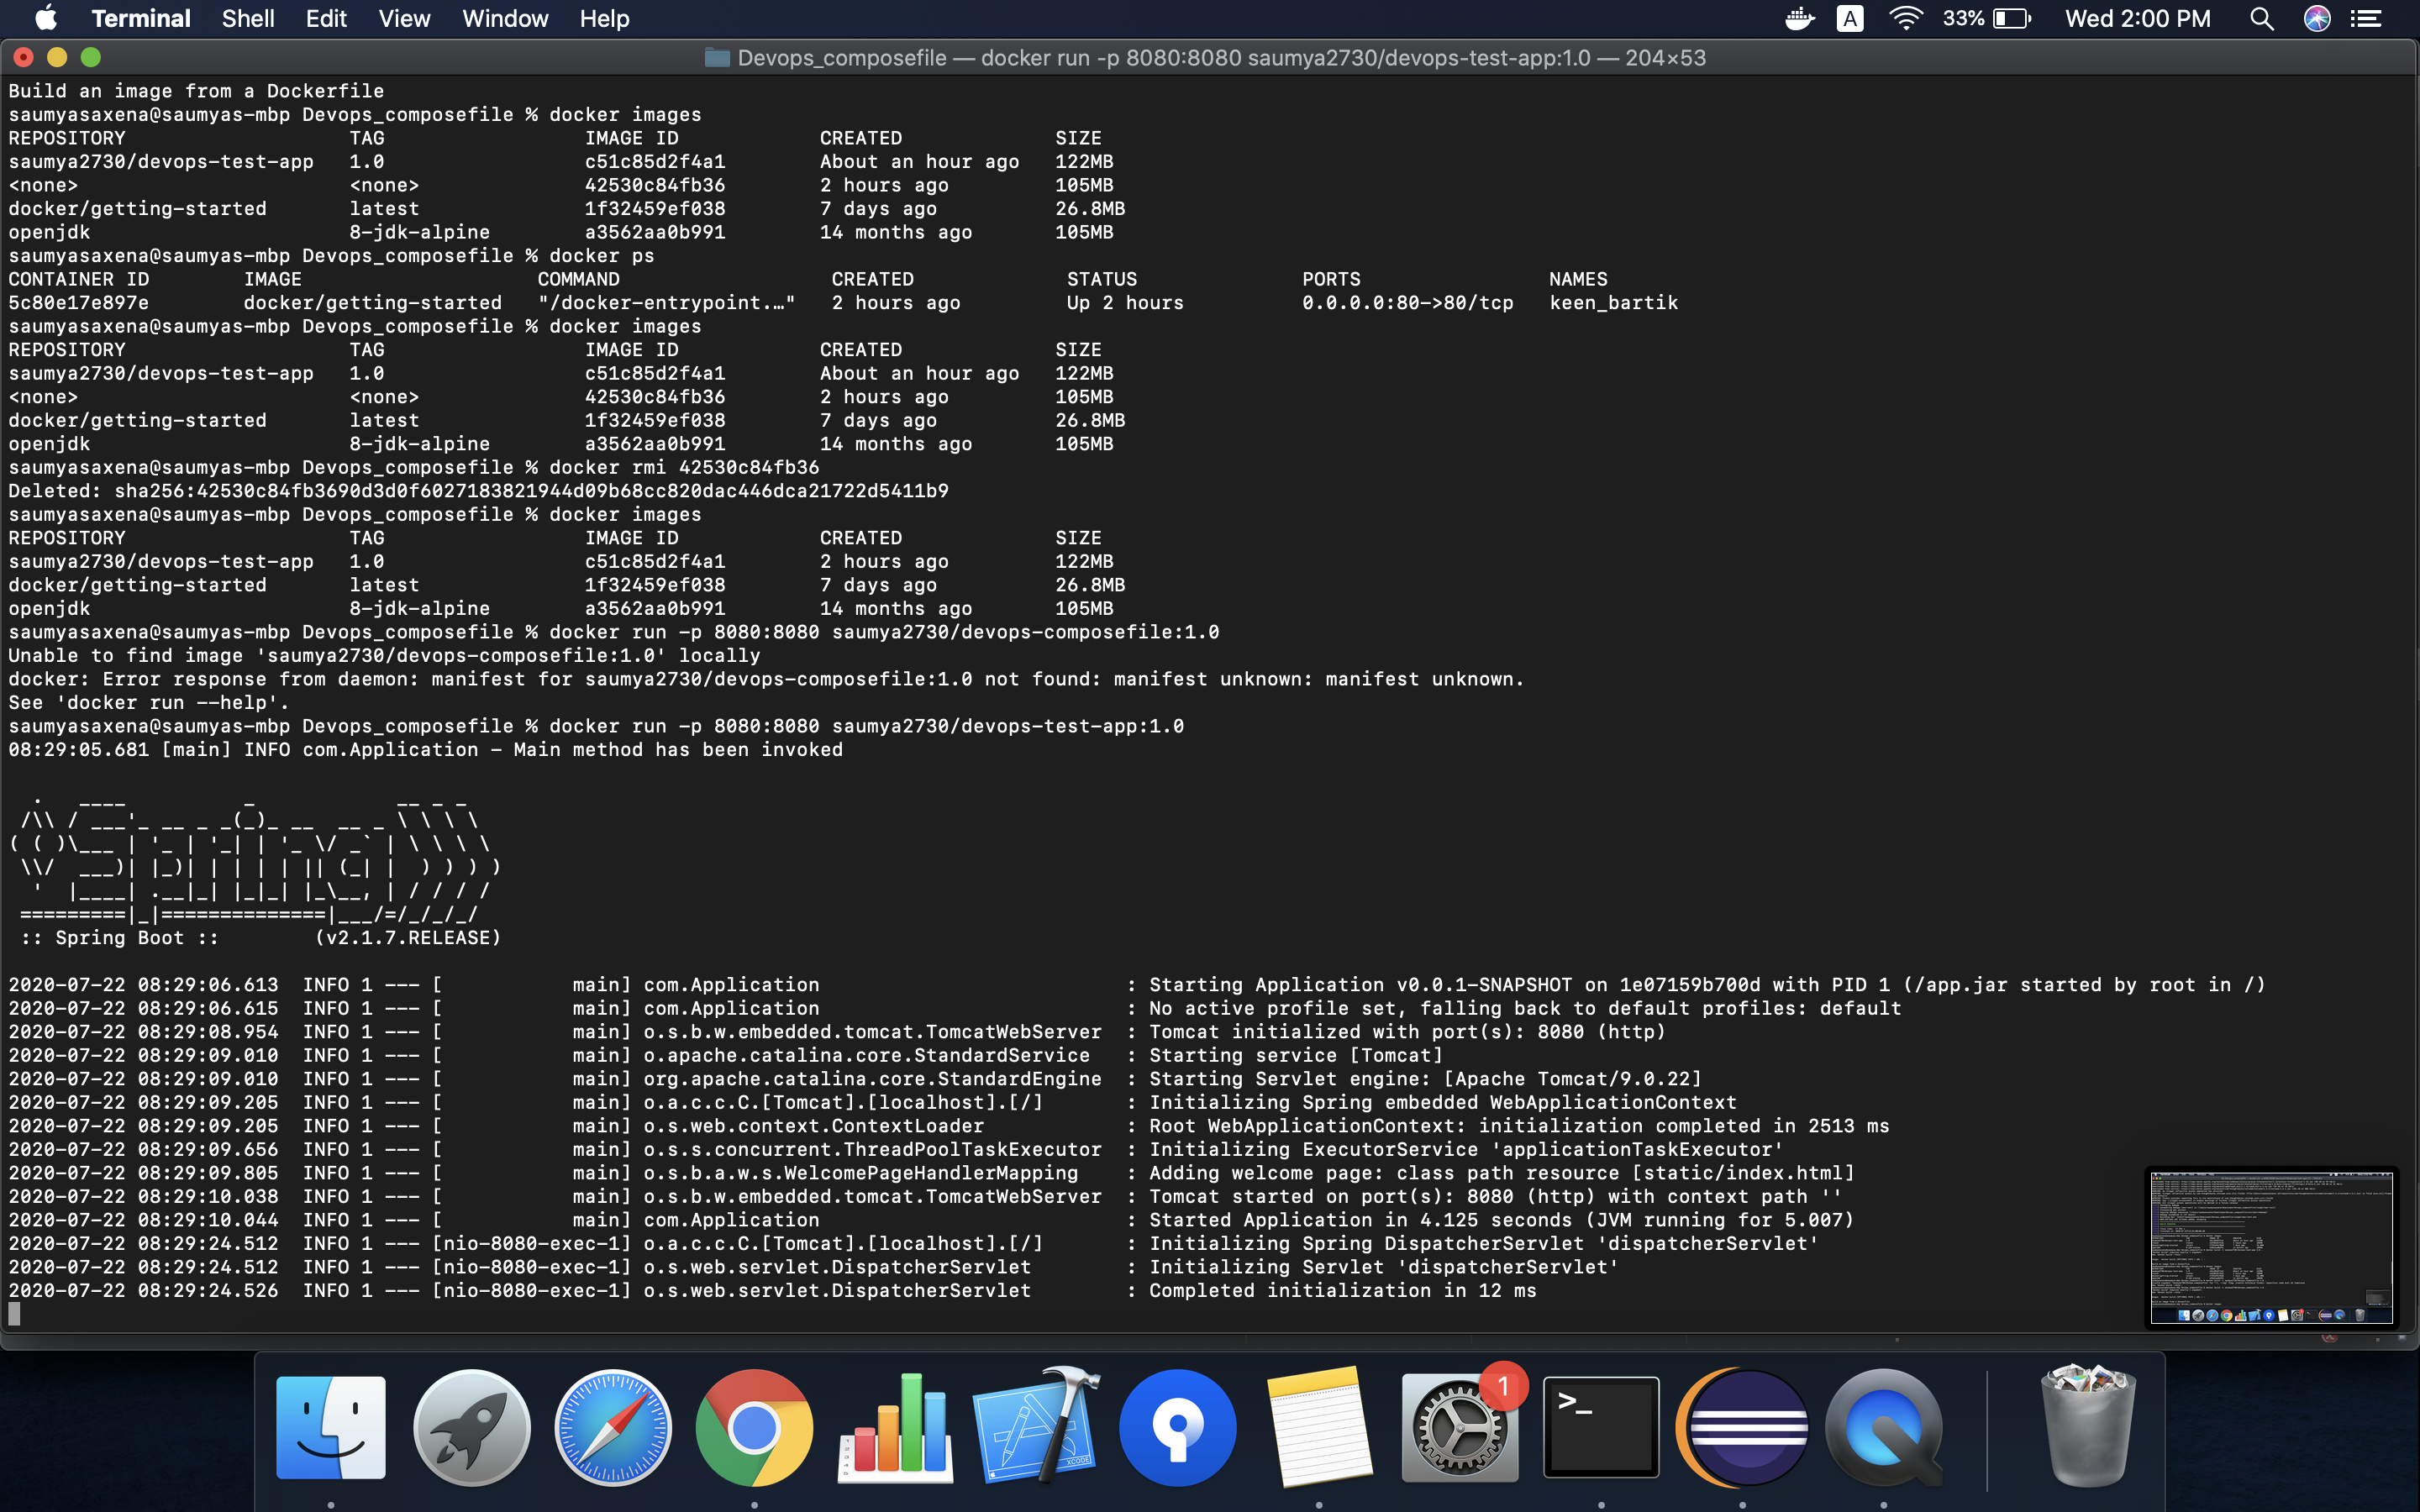 Terminal Shell Edit View Window Help A 33% Wed 2:00 PM
Devops_composefile — docker run -p 8080:8080 saumya2730/devops-test-app:1.0 — 204×53
Build an image from a Dockerfile
saumyasaxena@saumyas-mbp Devops_composefile % docker images
REPOSITORY                   TAG                 IMAGE ID            CREATED             SIZE
saumya2730/devops-test-app   1.0                 c51c85d2f4a1        About an hour ago   122MB
<none>                       <none>              42530c84fb36        2 hours ago         105MB
docker/getting-started       latest              1f32459ef038        7 days ago          26.8MB
openjdk                      8-jdk-alpine        a3562aa0b991        14 months ago       105MB
saumyasaxena@saumyas-mbp Devops_composefile % docker ps
CONTAINER ID        IMAGE                    COMMAND                  CREATED             STATUS              PORTS                NAMES
5c80e17e897e        docker/getting-started   "/docker-entrypoint.…"   2 hours ago         Up 2 hours          0.0.0.0:80->80/tcp   keen_bartik
saumyasaxena@saumyas-mbp Devops_composefile % docker images
REPOSITORY                   TAG                 IMAGE ID            CREATED             SIZE
saumya2730/devops-test-app   1.0                 c51c85d2f4a1        About an hour ago   122MB
<none>                       <none>              42530c84fb36        2 hours ago         105MB
docker/getting-started       latest              1f32459ef038        7 days ago          26.8MB
openjdk                      8-jdk-alpine        a3562aa0b991        14 months ago       105MB
saumyasaxena@saumyas-mbp Devops_composefile % docker rmi 42530c84fb36
Deleted: sha256:42530c84fb3690d3d0f6027183821944d09b68cc820dac446dca21722d5411b9
saumyasaxena@saumyas-mbp Devops_composefile % docker images
REPOSITORY                   TAG                 IMAGE ID            CREATED             SIZE
saumya2730/devops-test-app   1.0                 c51c85d2f4a1        2 hours ago         122MB
docker/getting-started       latest              1f32459ef038        7 days ago          26.8MB
openjdk                      8-jdk-alpine        a3562aa0b991        14 months ago       105MB
saumyasaxena@saumyas-mbp Devops_composefile % docker run -p 8080:8080 saumya2730/devops-composefile:1.0
Unable to find image 'saumya2730/devops-composefile:1.0' locally
docker: Error response from daemon: manifest for saumya2730/devops-composefile:1.0 not found: manifest unknown: manifest unknown.
See 'docker run --help'.
saumyasaxena@saumyas-mbp Devops_composefile % docker run -p 8080:8080 saumya2730/devops-test-app:1.0
08:29:05.681 [main] INFO com.Application - Main method has been invoked
  .   ____          _            __ _ _
 /\\ / ___'_ __ _ _(_)_ __  __ _ \ \ \ \
( ( )\___ | '_ | '_| | '_ \/ _` | \ \ \ \
 \\/  ___)| |_)| | | | | || (_| |  ) ) ) )
  '  |____| .__|_| |_|_| |_\__, | / / / /
 =========|_|==============|___/=/_/_/_/
 :: Spring Boot ::        (v2.1.7.RELEASE)
2020-07-22 08:29:06.613  INFO 1 --- [           main] com.Application                          : Starting Application v0.0.1-SNAPSHOT on 1e07159b700d with PID 1 (/app.jar started by root in /)
2020-07-22 08:29:06.615  INFO 1 --- [           main] com.Application                          : No active profile set, falling back to default profiles: default
2020-07-22 08:29:08.954  INFO 1 --- [           main] o.s.b.w.embedded.tomcat.TomcatWebServer  : Tomcat initialized with port(s): 8080 (http)
2020-07-22 08:29:09.010  INFO 1 --- [           main] o.apache.catalina.core.StandardService   : Starting service [Tomcat]
2020-07-22 08:29:09.010  INFO 1 --- [           main] org.apache.catalina.core.StandardEngine  : Starting Servlet engine: [Apache Tomcat/9.0.22]
2020-07-22 08:29:09.205  INFO 1 --- [           main] o.a.c.c.C.[Tomcat].[localhost].[/]       : Initializing Spring embedded WebApplicationContext
2020-07-22 08:29:09.205  INFO 1 --- [           main] o.s.web.context.ContextLoader            : Root WebApplicationContext: initialization completed in 2513 ms
2020-07-22 08:29:09.656  INFO 1 --- [           main] o.s.s.concurrent.ThreadPoolTaskExecutor  : Initializing ExecutorService 'applicationTaskExecutor'
2020-07-22 08:29:09.805  INFO 1 --- [           main] o.s.b.a.w.s.WelcomePageHandlerMapping    : Adding welcome page: class path resource [static/index.html]
2020-07-22 08:29:10.038  INFO 1 --- [           main] o.s.b.w.embedded.tomcat.TomcatWebServer  : Tomcat started on port(s): 8080 (http) with context path ''
2020-07-22 08:29:10.044  INFO 1 --- [           main] com.Application                          : Started Application in 4.125 seconds (JVM running for 5.007)
2020-07-22 08:29:24.512  INFO 1 --- [nio-8080-exec-1] o.a.c.c.C.[Tomcat].[localhost].[/]       : Initializing Spring DispatcherServlet 'dispatcherServlet'
2020-07-22 08:29:24.512  INFO 1 --- [nio-8080-exec-1] o.s.web.servlet.DispatcherServlet        : Initializing Servlet 'dispatcherServlet'
2020-07-22 08:29:24.526  INFO 1 --- [nio-8080-exec-1] o.s.web.servlet.DispatcherServlet        : Completed initialization in 12 ms
1
>_
XCODE